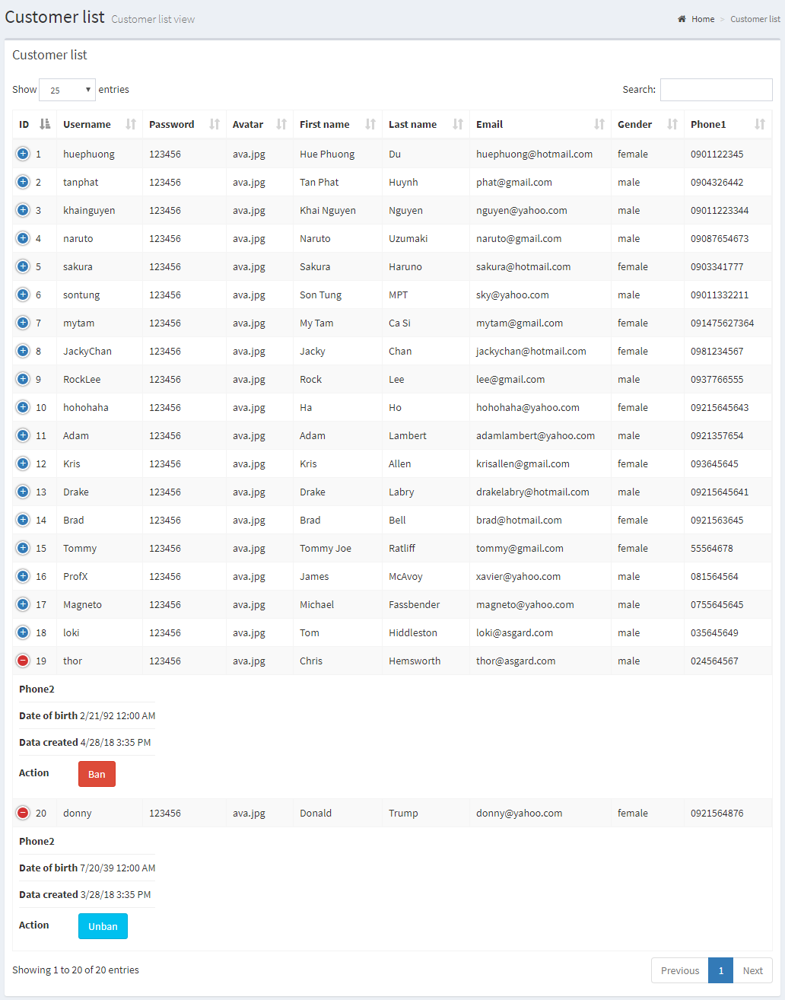 Customer list Customer list view Home > Customer list
Customer list
Show 25 entries Search:
ID Username Password Avatar First name Last name Email Gender Phone1
1 huephuong 123456 ava.jpg Hue Phuong Du huephuong@hotmail.com female 0901122345
2 tanphat 123456 ava.jpg Tan Phat Huynh phat@gmail.com male 0904326442
3 khainguyen 123456 ava.jpg Khai Nguyen Nguyen nguyen@yahoo.com male 09011223344
4 naruto 123456 ava.jpg Naruto Uzumaki naruto@gmail.com male 09087654673
5 sakura 123456 ava.jpg Sakura Haruno sakura@hotmail.com female 0903341777
6 sontung 123456 ava.jpg Son Tung MPT sky@yahoo.com male 09011332211
7 mytam 123456 ava.jpg My Tam Ca Si mytam@gmail.com female 091475627364
8 JackyChan 123456 ava.jpg Jacky Chan jackychan@hotmail.com female 0981234567
9 RockLee 123456 ava.jpg Rock Lee lee@gmail.com male 0937766555
10 hohohaha 123456 ava.jpg Ha Ho hohohaha@yahoo.com female 09215645643
11 Adam 123456 ava.jpg Adam Lambert adamlambert@yahoo.com male 0921357654
12 Kris 123456 ava.jpg Kris Allen krisallen@gmail.com female 093645645
13 Drake 123456 ava.jpg Drake Labry drakelabry@hotmail.com male 09215645641
14 Brad 123456 ava.jpg Brad Bell brad@hotmail.com female 0921563645
15 Tommy 123456 ava.jpg Tommy Joe Ratliff tommy@gmail.com female 55564678
16 ProfX 123456 ava.jpg James McAvoy xavier@yahoo.com male 081564564
17 Magneto 123456 ava.jpg Michael Fassbender magneto@yahoo.com male 0755645645
18 loki 123456 ava.jpg Tom Hiddleston loki@asgard.com male 035645649
19 thor 123456 ava.jpg Chris Hemsworth thor@asgard.com male 024564567
Phone2
Date of birth 2/21/92 12:00 AM
Data created 4/28/18 3:35 PM
Action Ban
20 donny 123456 ava.jpg Donald Trump donny@yahoo.com female 0921564876
Phone2
Date of birth 7/20/39 12:00 AM
Data created 3/28/18 3:35 PM
Action Unban
Showing 1 to 20 of 20 entries Previous 1 Next